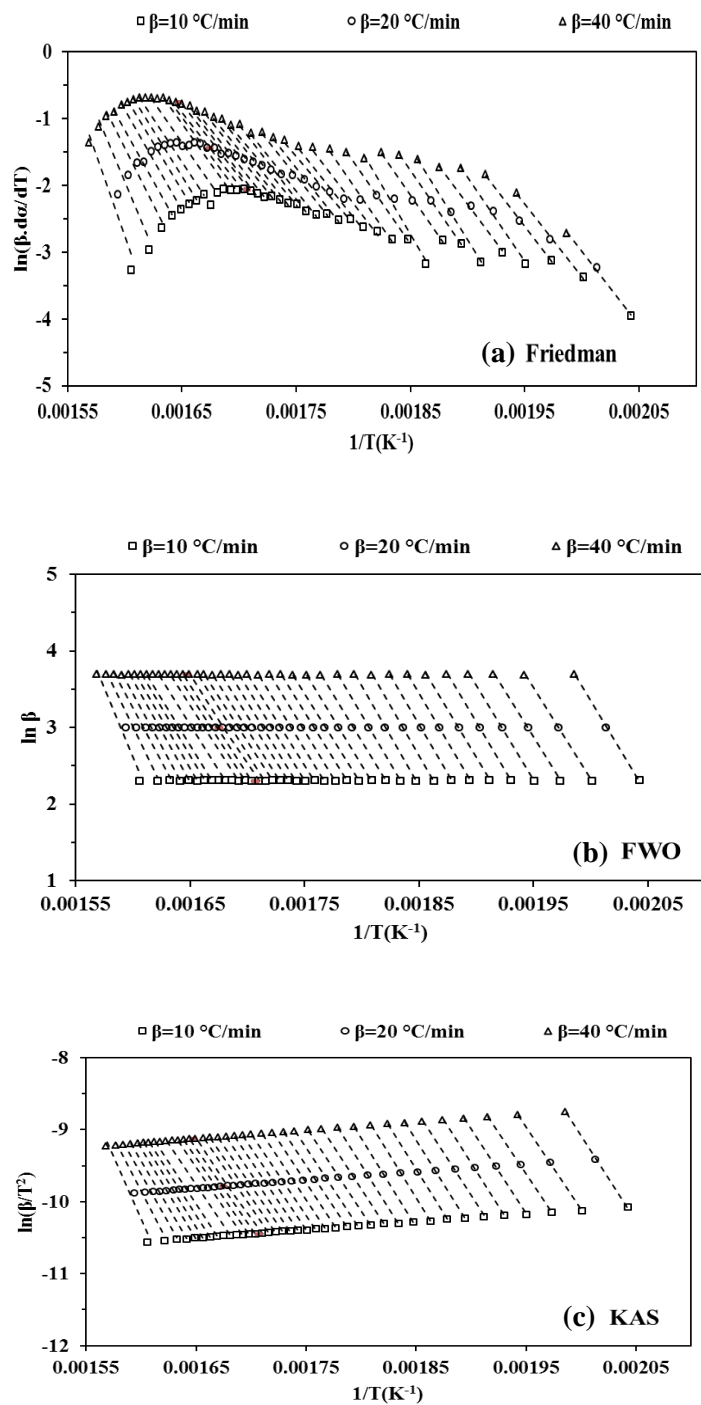 β=10 °C/min β=20 °C/min β=40 °C/min
0
-1
-2
-3
-4
-5
ln(β.dα/dT)
(a) Friedman
0.00155 0.00165 0.00175 0.00185 0.00195 0.00205
1/T(K⁻¹)
β=10 °C/min β=20 °C/min β=40 °C/min
5
4
3
2
1
ln β
(b) FWO
0.00155 0.00165 0.00175 0.00185 0.00195 0.00205
1/T(K⁻¹)
β=10 °C/min β=20 °C/min β=40 °C/min
-8
-9
-10
-11
-12
ln(β/T²)
(c) KAS
0.00155 0.00165 0.00175 0.00185 0.00195 0.00205
1/T(K⁻¹)